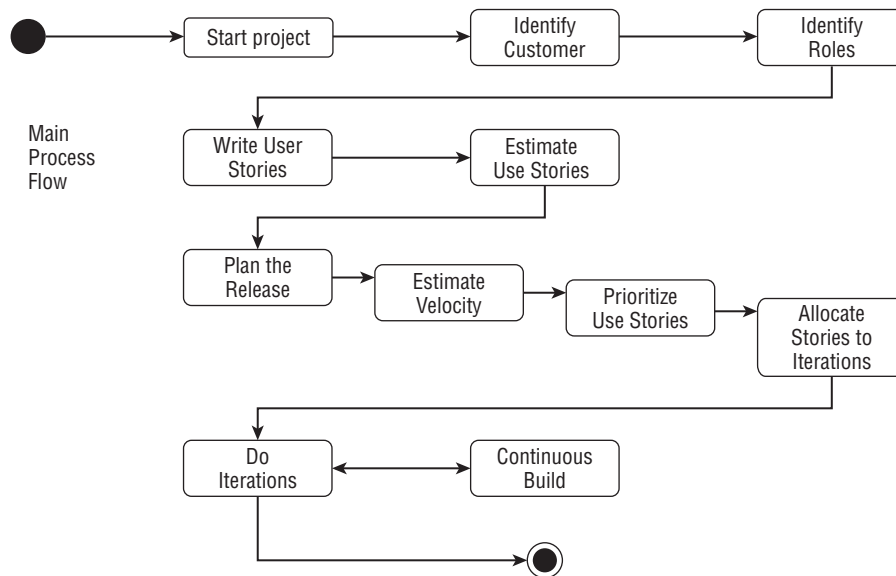 Start project
Identify
Customer
Identify
Roles
Main
Process
Flow
Write User
Stories
Estimate
Use Stories
Plan the
Release
Estimate
Velocity
Prioritize
Use Stories
Allocate
Stories to
Iterations
Do
Iterations
Continuous
Build